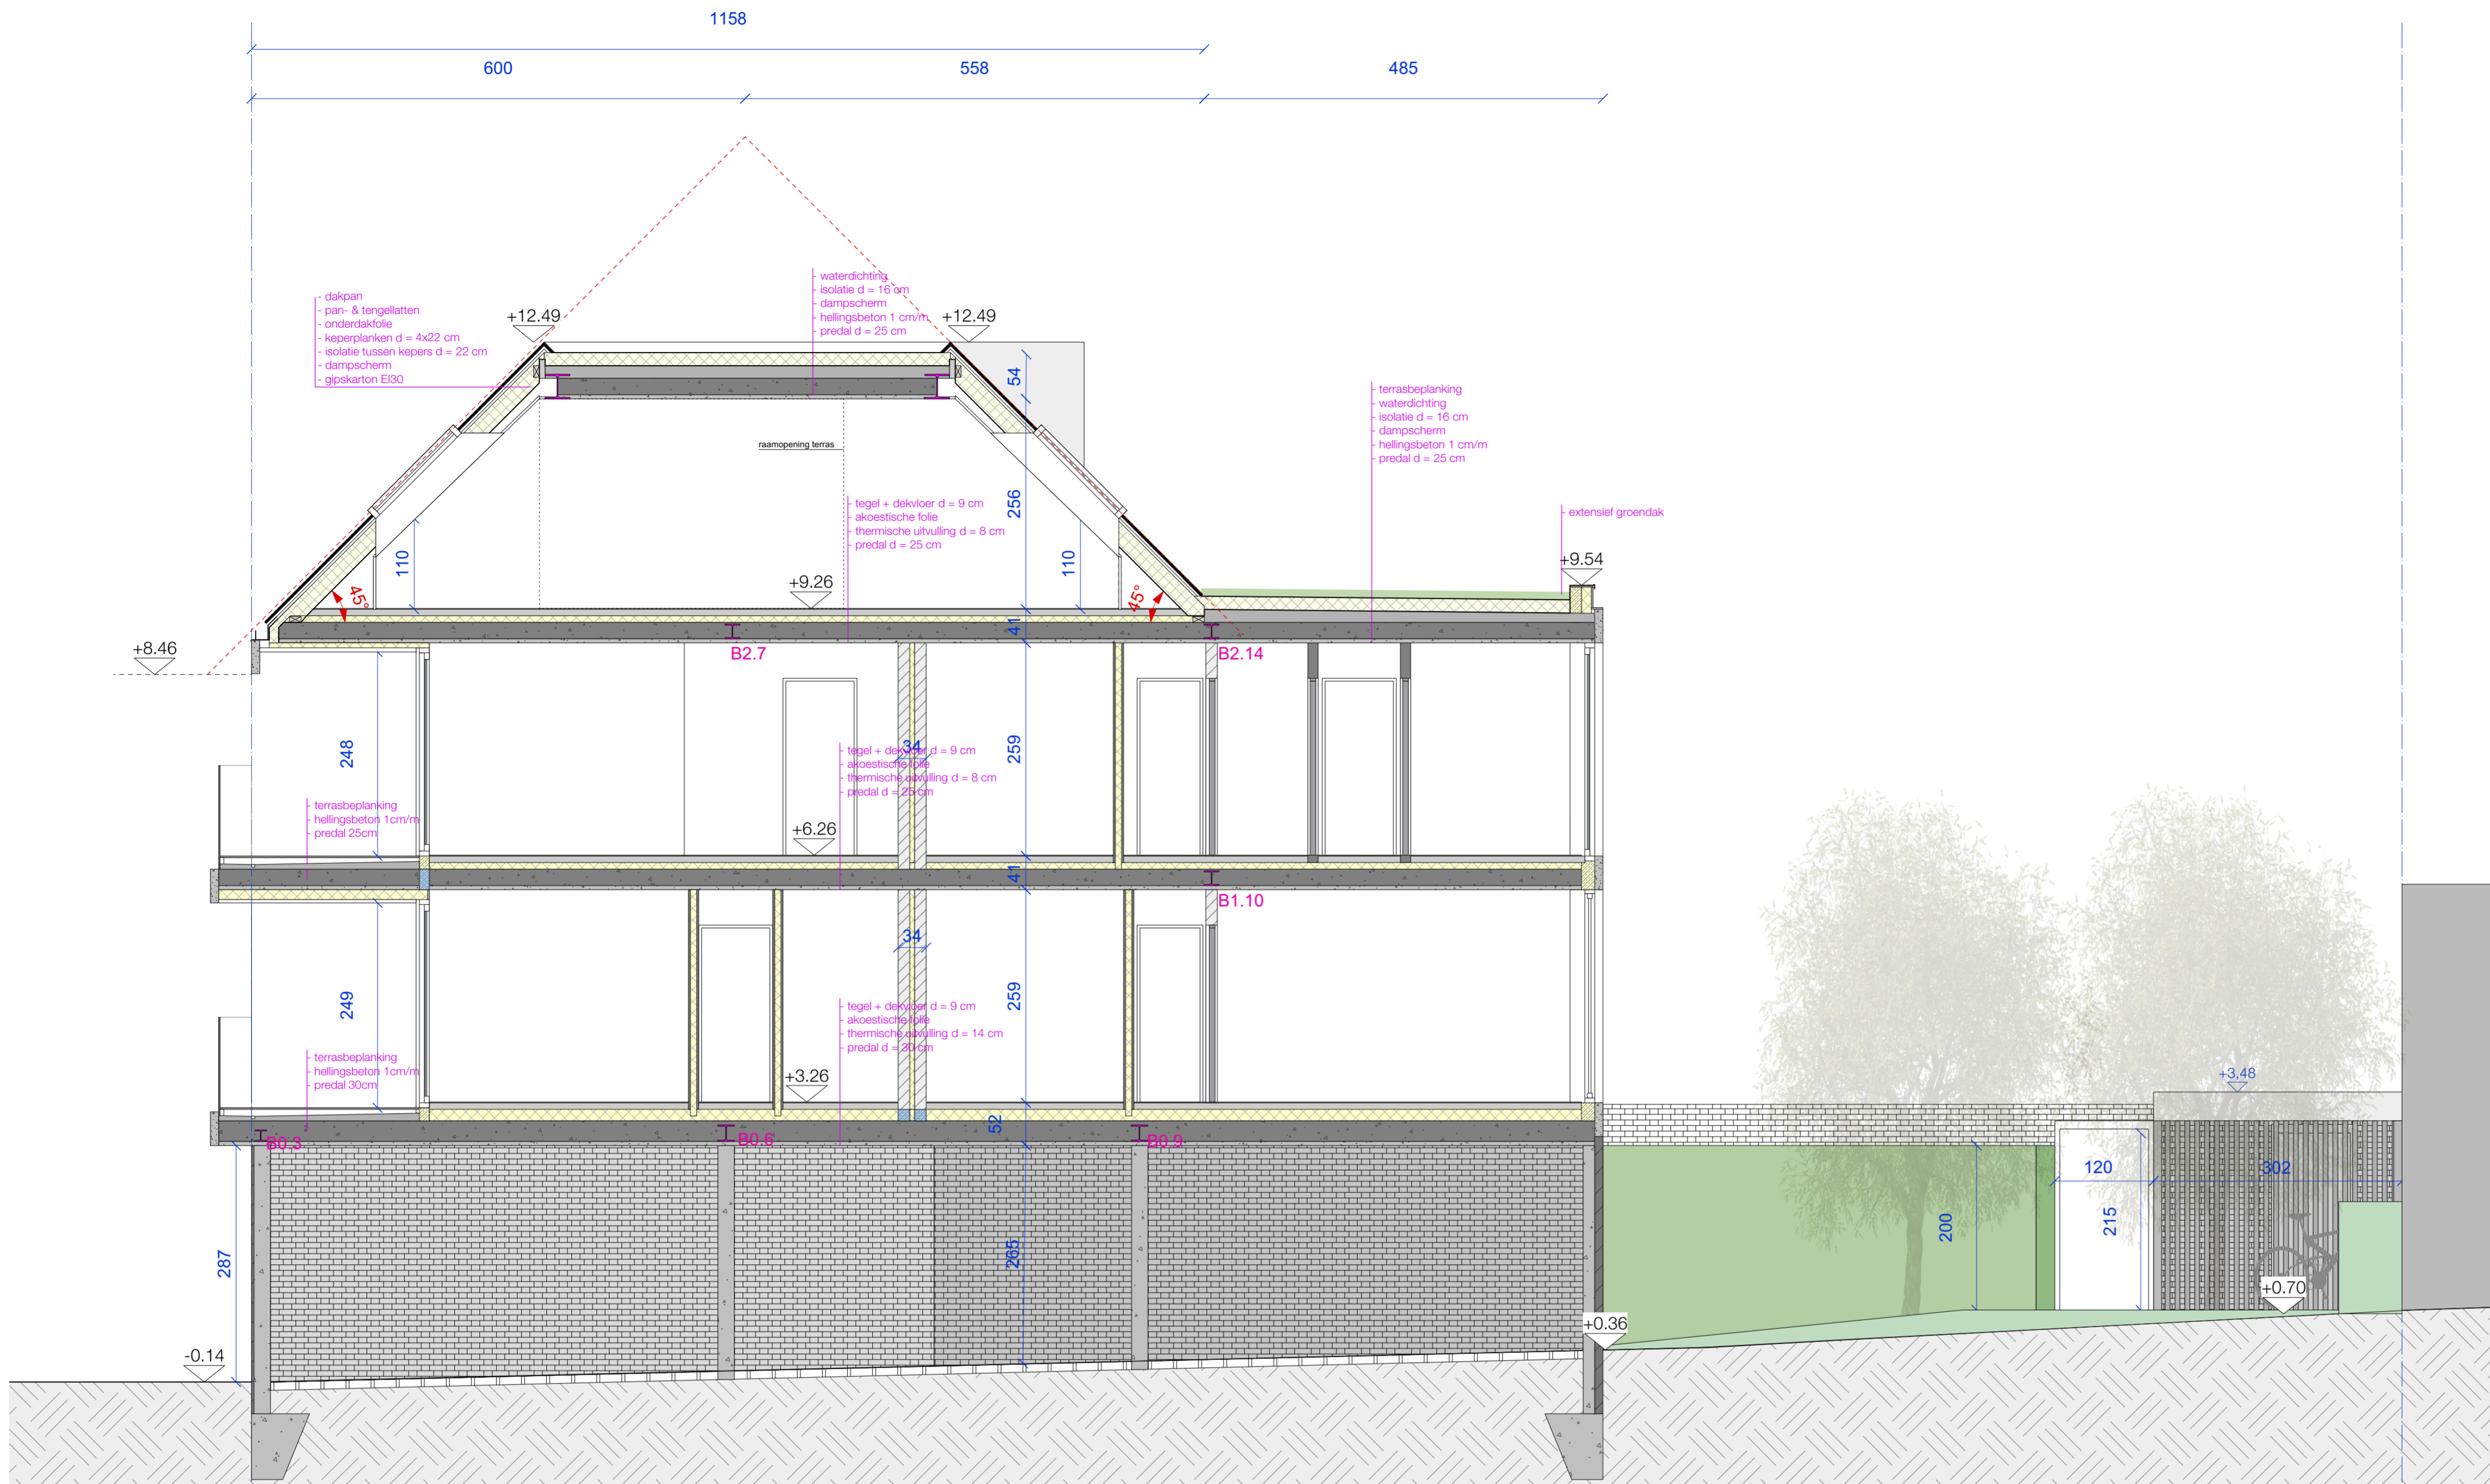 1158
600
558
485
- waterdichting
- isolatie d = 16 cm
- dampscherm
- hellingsbeton 1 cm/m
- predal d = 25 cm
- dakpan
- pan- & tengellatten
- onderdakfolie
- keperplanken d = 4x22 cm
- isolatie tussen kepers d = 22 cm
- dampscherm
- gipskarton EI30
+12.49
+12.49
54
- terrasbeplanking
- waterdichting
- isolatie d = 16 cm
- dampscherm
- hellingsbeton 1 cm/m
- predal d = 25 cm
raamopening terras
256
- tegel + dekvloer d = 9 cm
- akoestische folie
- thermische uitvulling d = 8 cm
- predal d = 25 cm
- extensief groendak
110
110
+9.54
+9.26
45°
45°
41
+8.46
B2.7
B2.14
248
34
259
- tegel + dekvloer d = 9 cm
- akoestische folie
- thermische uitvulling d = 8 cm
- predal d = 25 cm
- terrasbeplanking
- hellingsbeton 1cm/m
- predal 25cm
+6.26
41
B1.10
34
249
259
- tegel + dekvloer d = 9 cm
- akoestische folie
- thermische uitvulling d = 14 cm
- predal d = 30 cm
- terrasbeplanking
- hellingsbeton 1cm/m
- predal 30cm
+3.26
+3,48
52
B0.3
B0.6
B0.9
120
302
200
215
287
265
+0.70
+0.36
-0.14